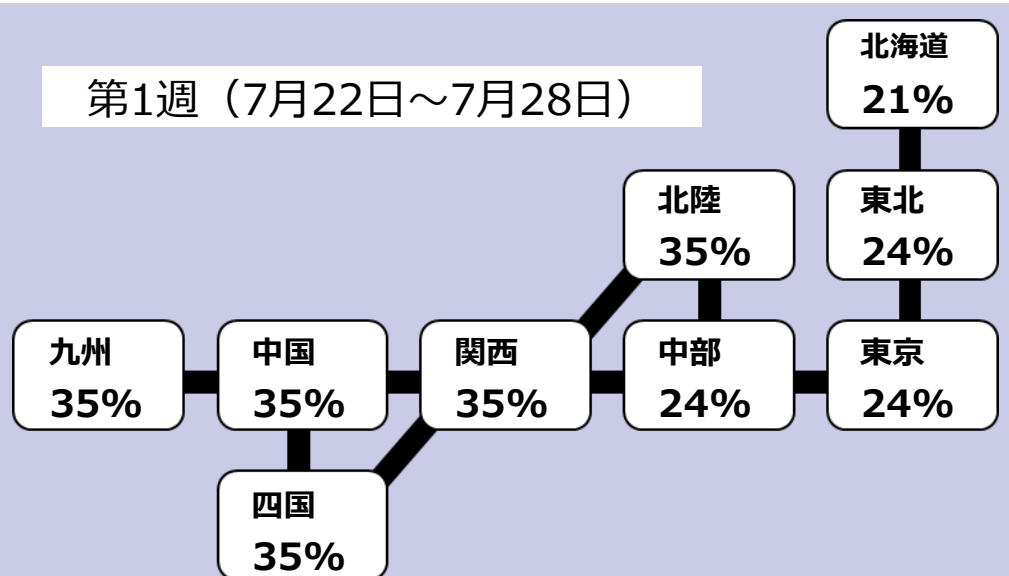 第1週（7月22日～7月28日）
北海道
21%
北陸
35%
東北
24%
九州
35%
中国
35%
関西
35%
中部
24%
東京
24%
四国
35%